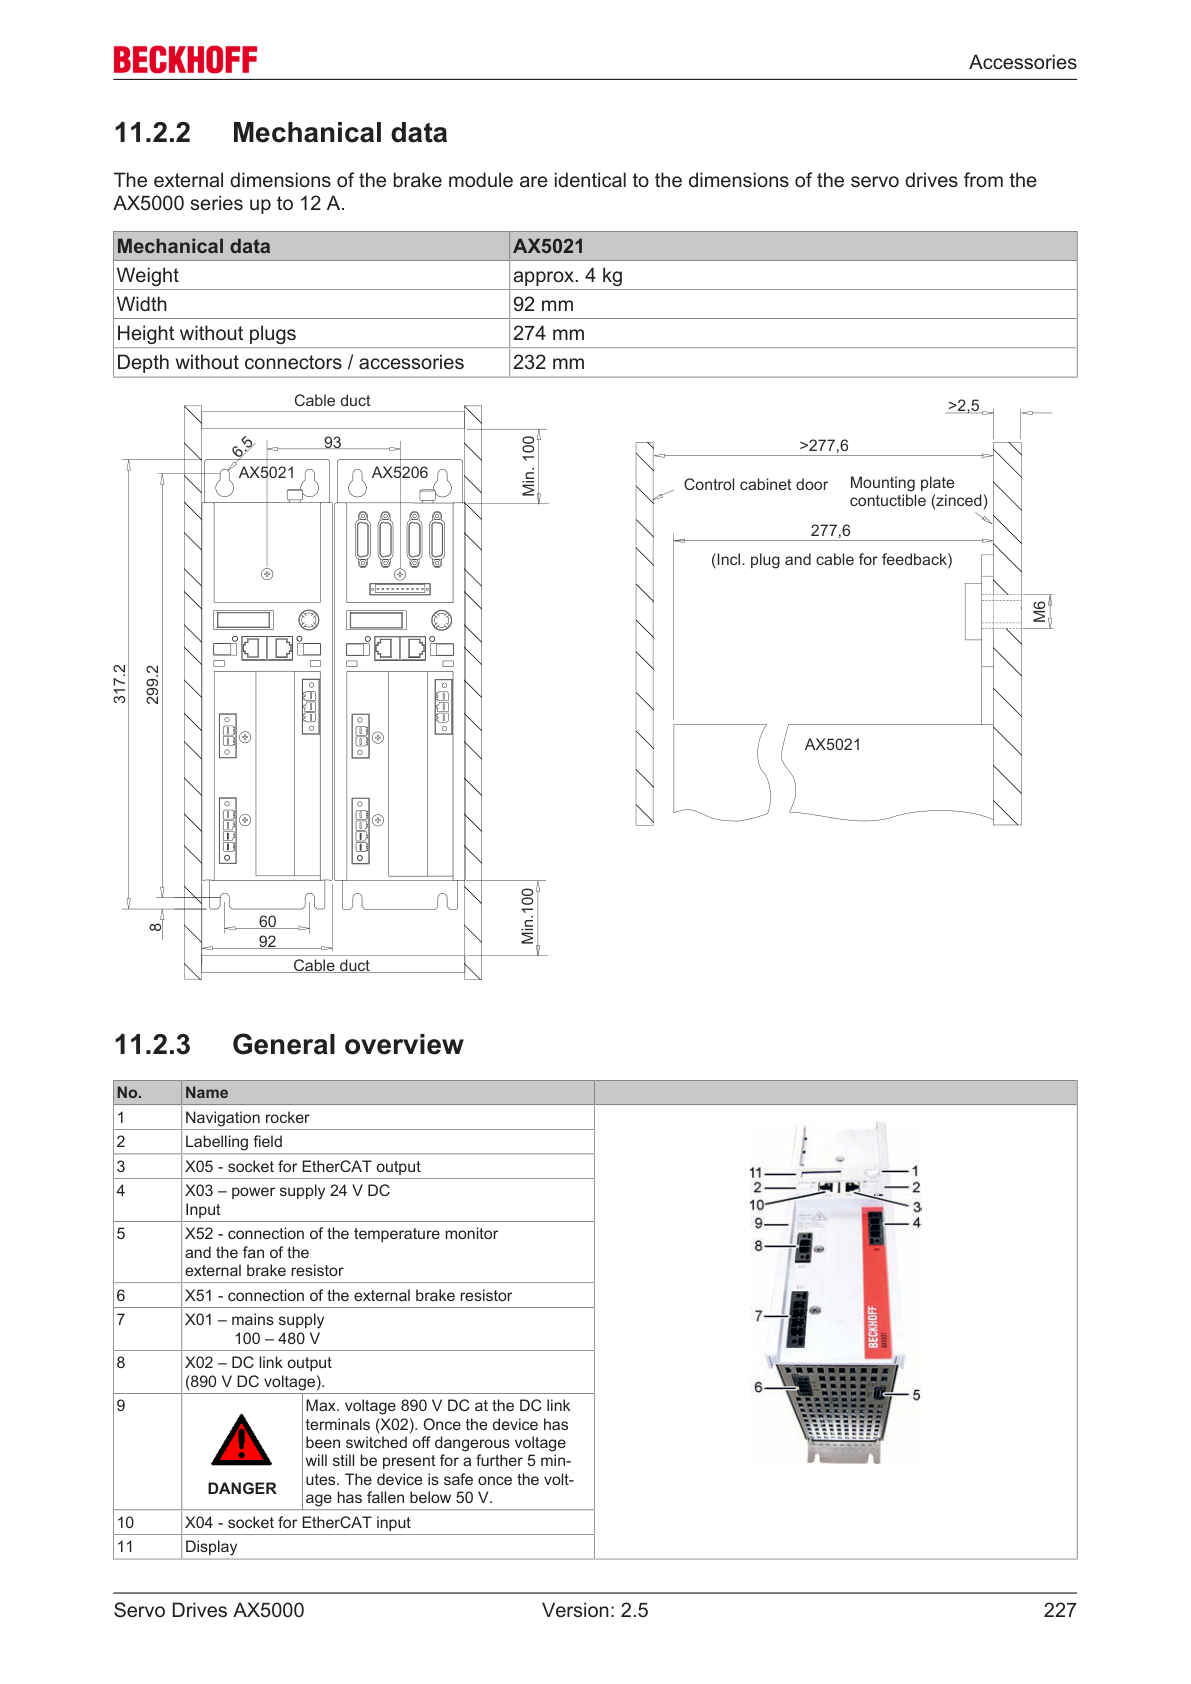 BECKHOFF
Accessories
11.2.2 Mechanical data
The external dimensions of the brake module are identical to the dimensions of the servo drives from the
AX5000 series up to 12 A.
Mechanical data AX5021
Weight approx. 4 kg
Width 92 mm
Height without plugs 274 mm
Depth without connectors / accessories 232 mm
Cable duct
6.5
93
AX5021
AX5206
Min. 100
317.2
299.2
8
60
92
Min.100
Cable duct
>2,5
>277,6
Control cabinet door
Mounting plate
contuctible (zinced)
277,6
(Incl. plug and cable for feedback)
M6
AX5021
11.2.3 General overview
No. Name
1 Navigation rocker
2 Labelling field
3 X05 - socket for EtherCAT output
4 X03 – power supply 24 V DC
Input
5 X52 - connection of the temperature monitor
and the fan of the
external brake resistor
6 X51 - connection of the external brake resistor
7 X01 – mains supply
100 – 480 V
8 X02 – DC link output
(890 V DC voltage).
9
DANGER
Max. voltage 890 V DC at the DC link
terminals (X02). Once the device has
been switched off dangerous voltage
will still be present for a further 5 min-
utes. The device is safe once the volt-
age has fallen below 50 V.
10 X04 - socket for EtherCAT input
11 Display
11
1
2
2
10
3
9
4
8
7
BECKHOFF
AX5021
6
5
Servo Drives AX5000 Version: 2.5 227